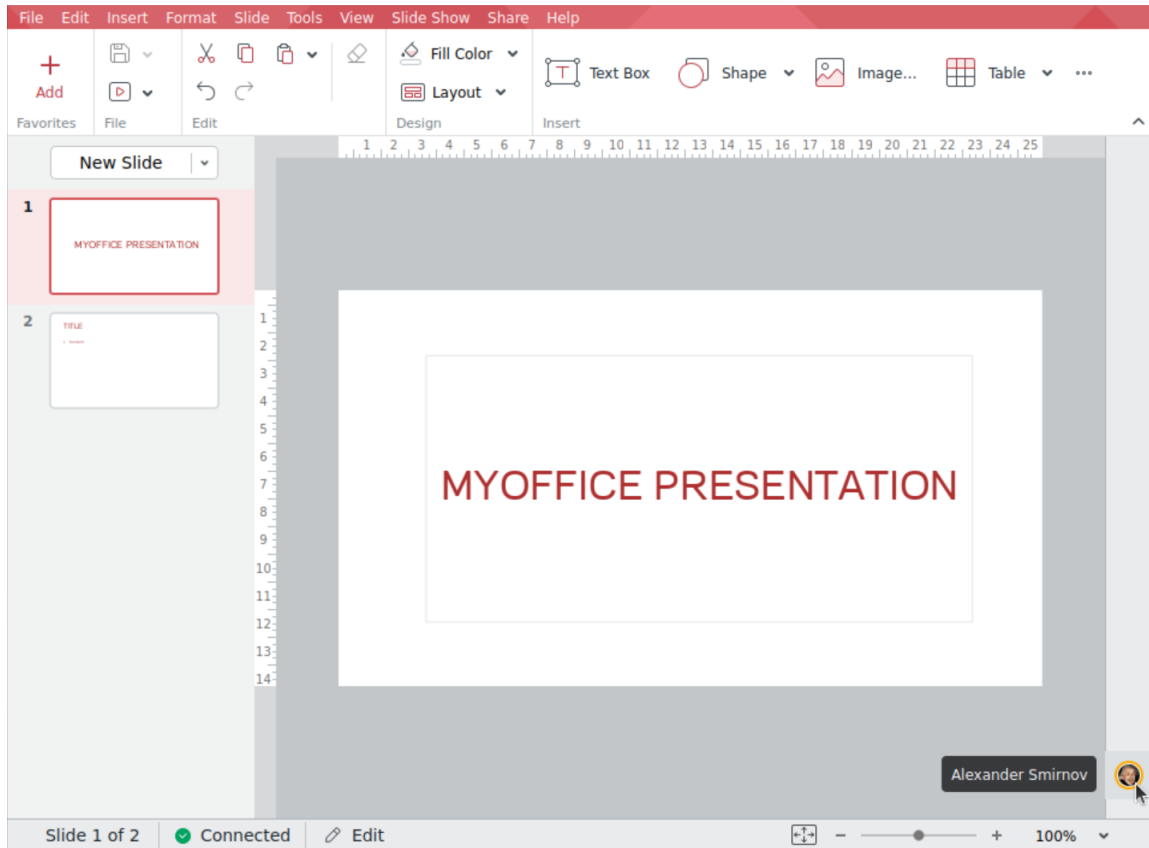 File Edit Insert Format Slide Tools View Slide Show Share Help
Add
Fill Color
Layout
Text Box
Shape
Image...
Table
Favorites
File
Edit
Design
Insert
New Slide
1 2 3 4 5 6 7 8 9 10 11 12 13 14 15 16 17 18 19 20 21 22 23 24 25
1
MYOFFICE PRESENTATION
2
TITLE
1
2
3
4
5
6
7
8
9
10
11
12
13
14
MYOFFICE PRESENTATION
Alexander Smirnov
Slide 1 of 2
Connected
Edit
100%